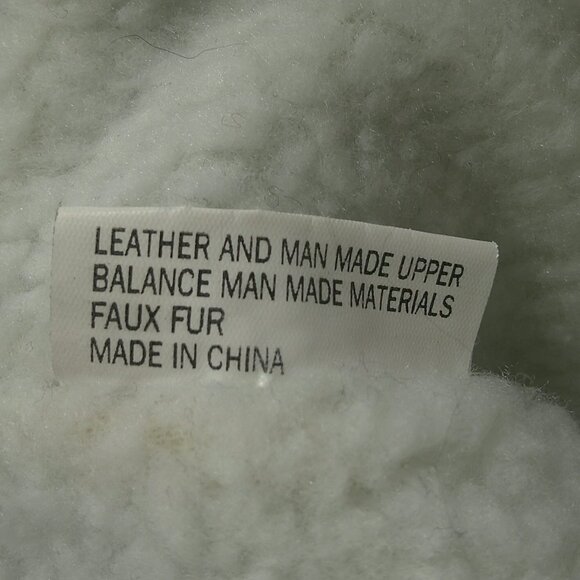 LEATHER AND MAN MADE UPPER
BALANCE MAN MADE MATERIALS
FAUX FUR
MADE IN CHINA